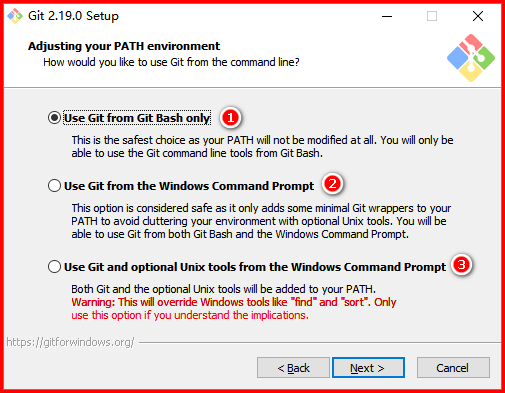 Git 2.19.0 Setup
Adjusting your PATH environment
How would you like to use Git from the command line?
Use Git from Git Bash only 1
This is the safest choice as your PATH will not be modified at all. You will only be
able to use the Git command line tools from Git Bash.
Use Git from the Windows Command Prompt 2
This option is considered safe as it only adds some minimal Git wrappers to your
PATH to avoid cluttering your environment with optional Unix tools. You will be
able to use Git from both Git Bash and the Windows Command Prompt.
Use Git and optional Unix tools from the Windows Command Prompt 3
Both Git and the optional Unix tools will be added to your PATH.
Warning: This will override Windows tools like "find" and "sort". Only
use this option if you understand the implications.
https://gitforwindows.org/
< Back Next > Cancel